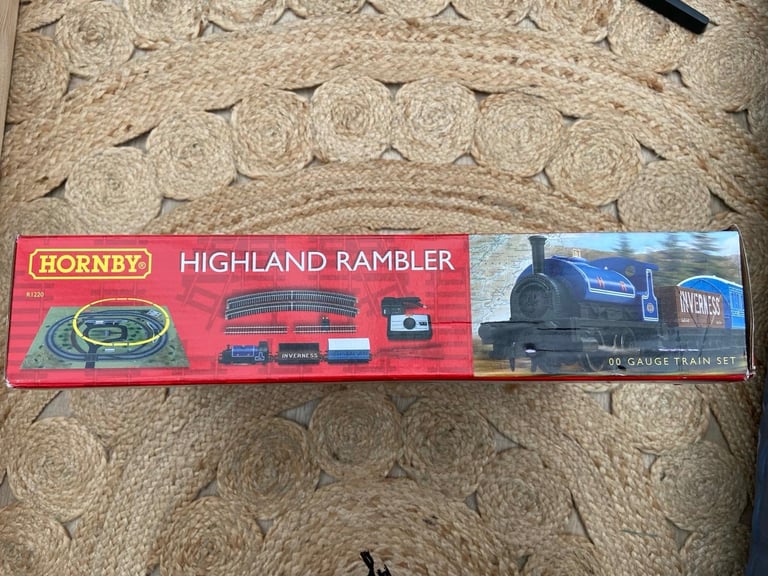 HORNBY®
HIGHLAND RAMBLER
R1220
INVERNESS
INVERNESS
00 GAUGE TRAIN SET